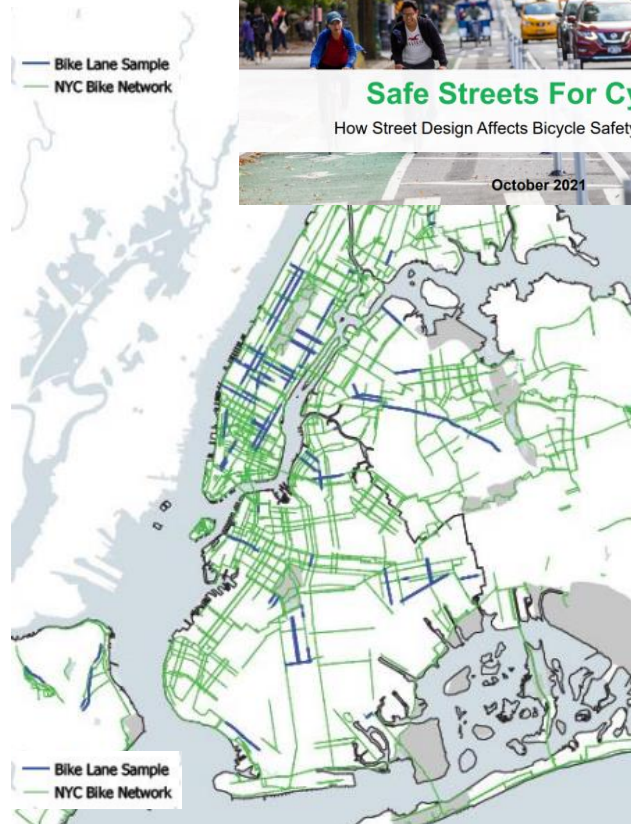 Bike Lane Sample
NYC Bike Network
Safe Streets For Cy
How Street Design Affects Bicycle Safety
October 2021
Bike Lane Sample
NYC Bike Network